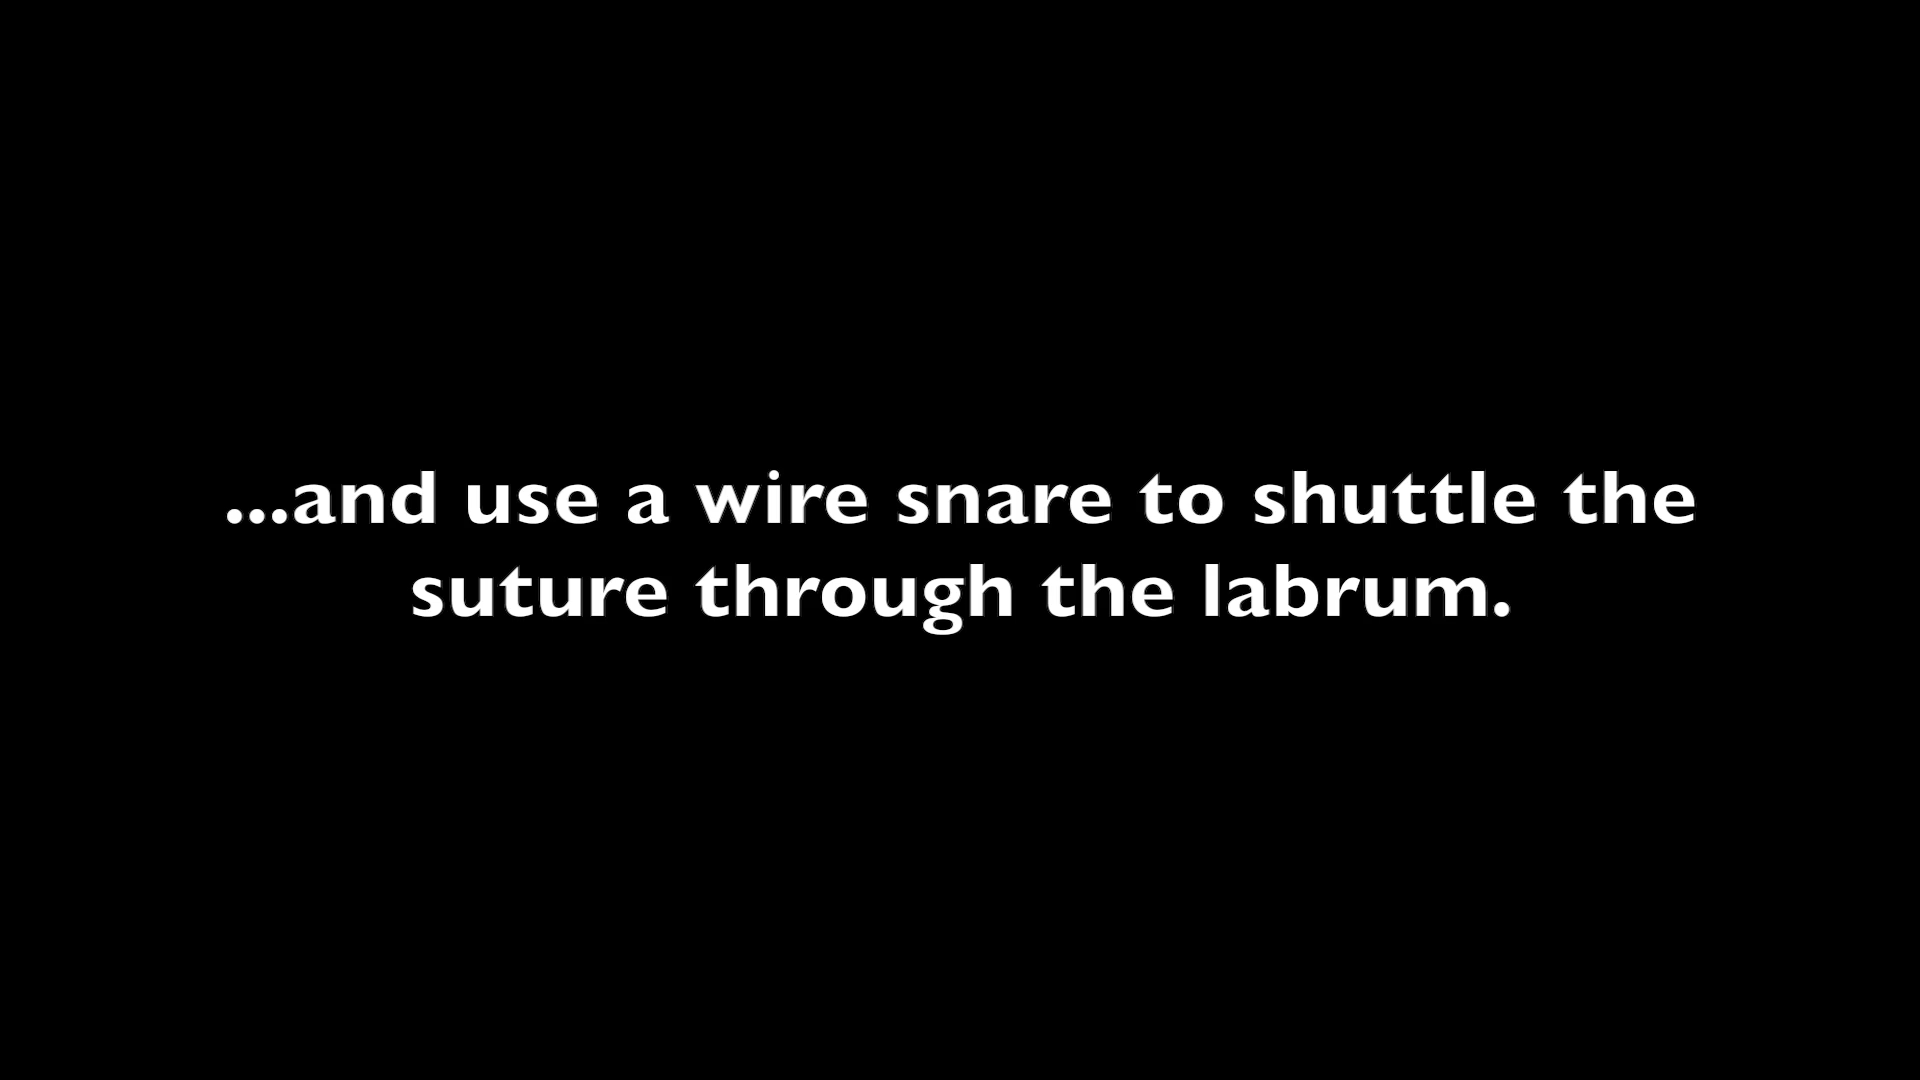 ...and use a wire snare to shuttle the
suture through the labrum.